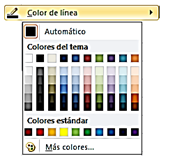 Color de línea
Automático
Colores del tema
Colores estándar
Más colores...